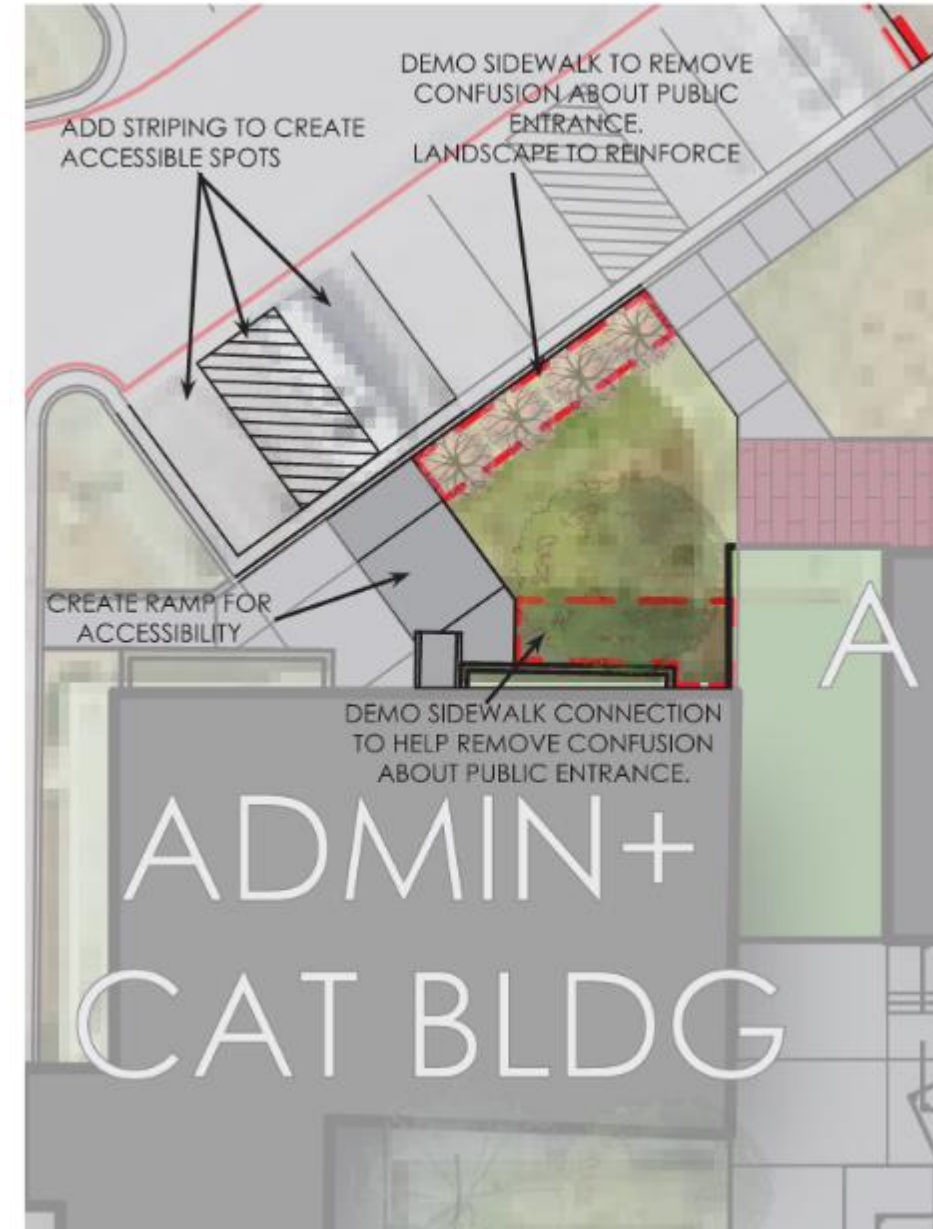 DEMO SIDEWALK TO REMOVE
CONFUSION ABOUT PUBLIC
ENTRANCE.
LANDSCAPE TO REINFORCE
ADD STRIPING TO CREATE
ACCESSIBLE SPOTS
CREATE RAMP FOR
ACCESSIBILITY
DEMO SIDEWALK CONNECTION
TO HELP REMOVE CONFUSION
ABOUT PUBLIC ENTRANCE.
A
ADMIN+
CAT BLDG